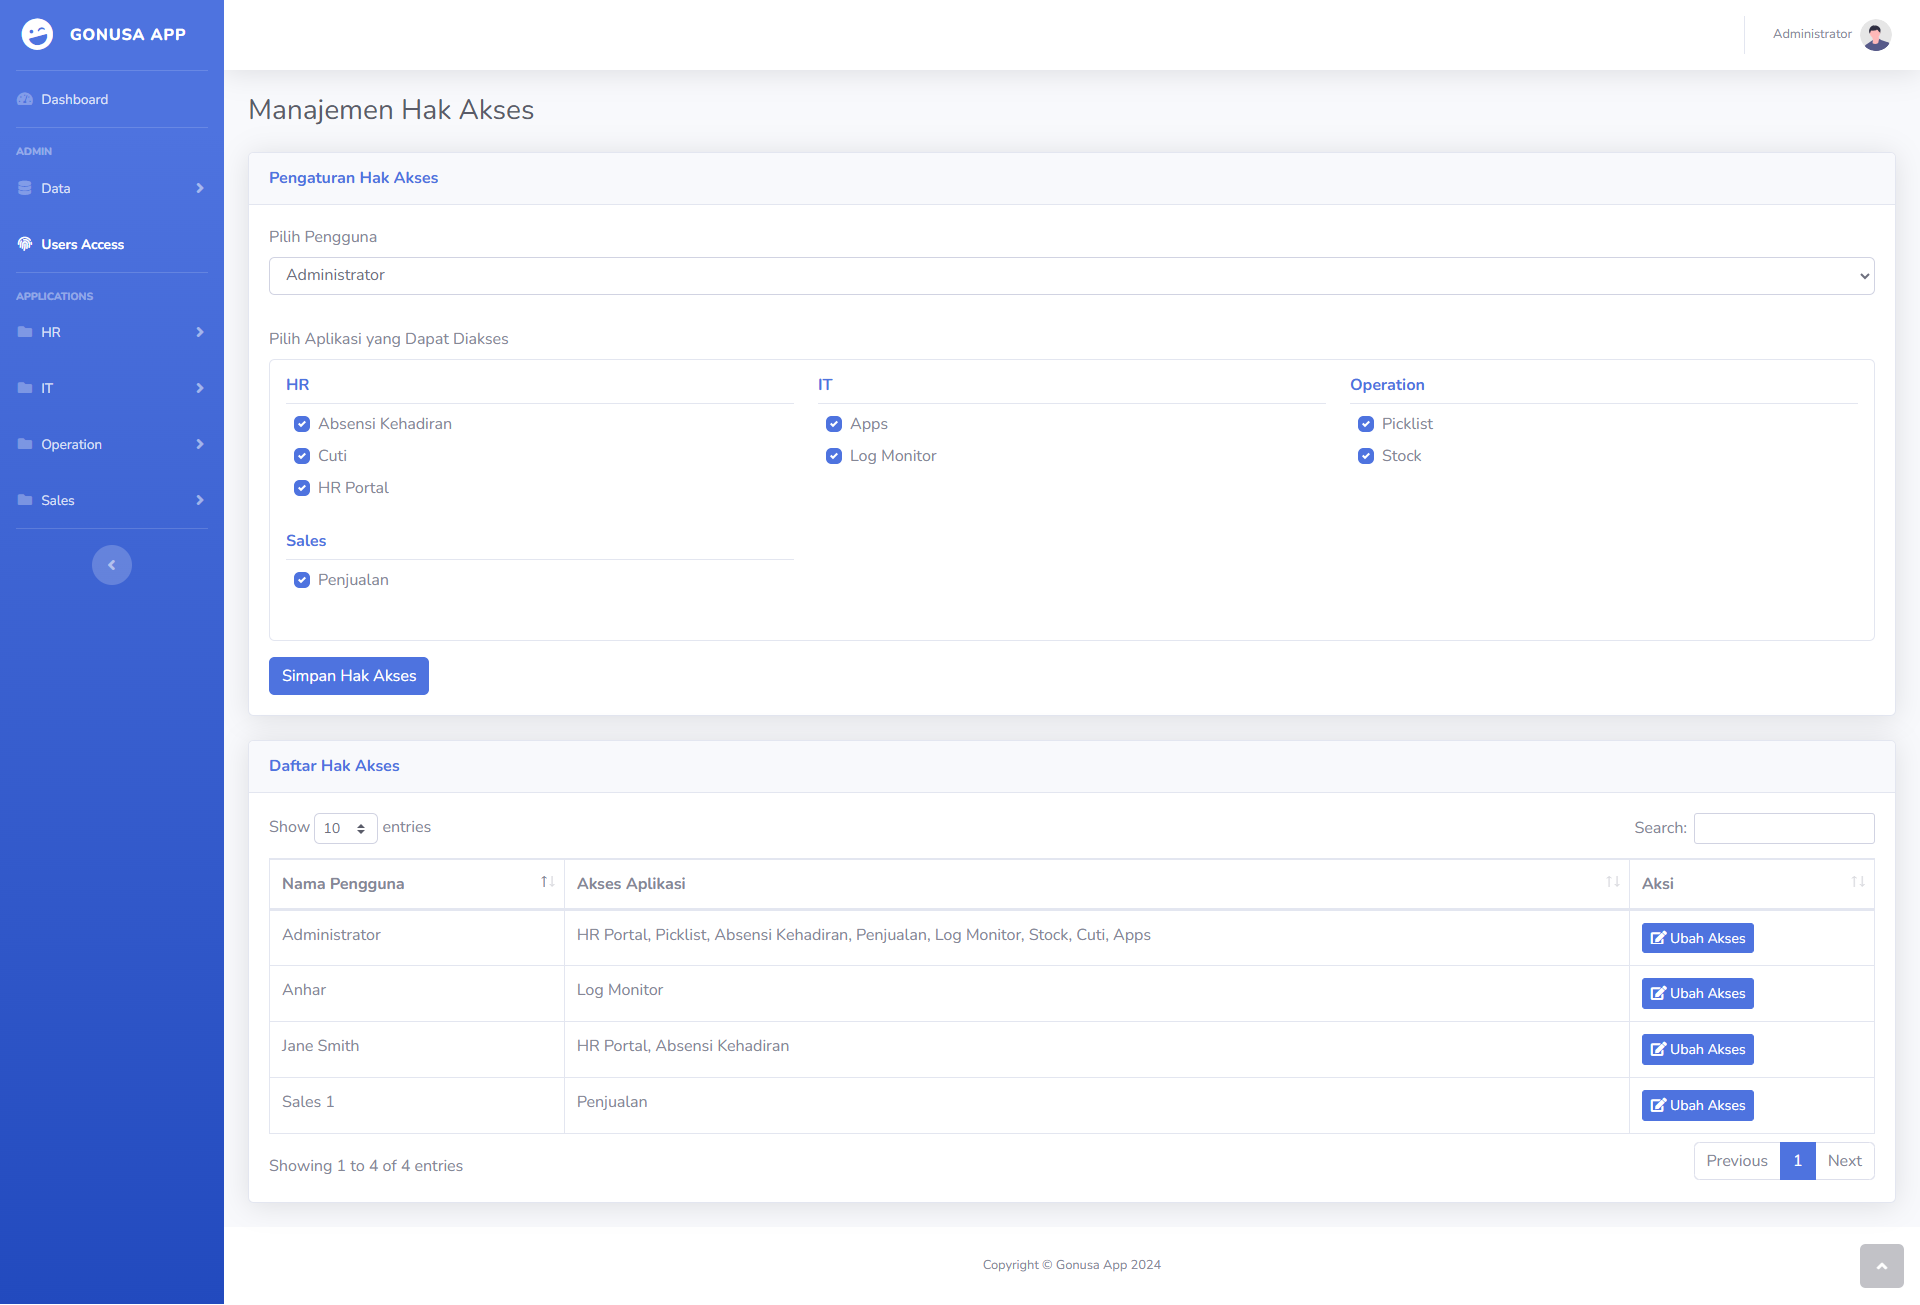 GONUSA APP
Administrator
Dashboard
ADMIN
Data
Users Access
APPLICATIONS
HR
IT
Operation
Sales
Manajemen Hak Akses
Pengaturan Hak Akses
Pilih Pengguna
Administrator
Pilih Aplikasi yang Dapat Diakses
HR
Absensi Kehadiran
Cuti
HR Portal
IT
Apps
Log Monitor
Operation
Picklist
Stock
Sales
Penjualan
Simpan Hak Akses
Daftar Hak Akses
Show 10 entries
Search:
Nama Pengguna Akses Aplikasi Aksi
Administrator HR Portal, Picklist, Absensi Kehadiran, Penjualan, Log Monitor, Stock, Cuti, Apps Ubah Akses
Anhar Log Monitor Ubah Akses
Jane Smith HR Portal, Absensi Kehadiran Ubah Akses
Sales 1 Penjualan Ubah Akses
Showing 1 to 4 of 4 entries
Previous 1 Next
Copyright © Gonusa App 2024